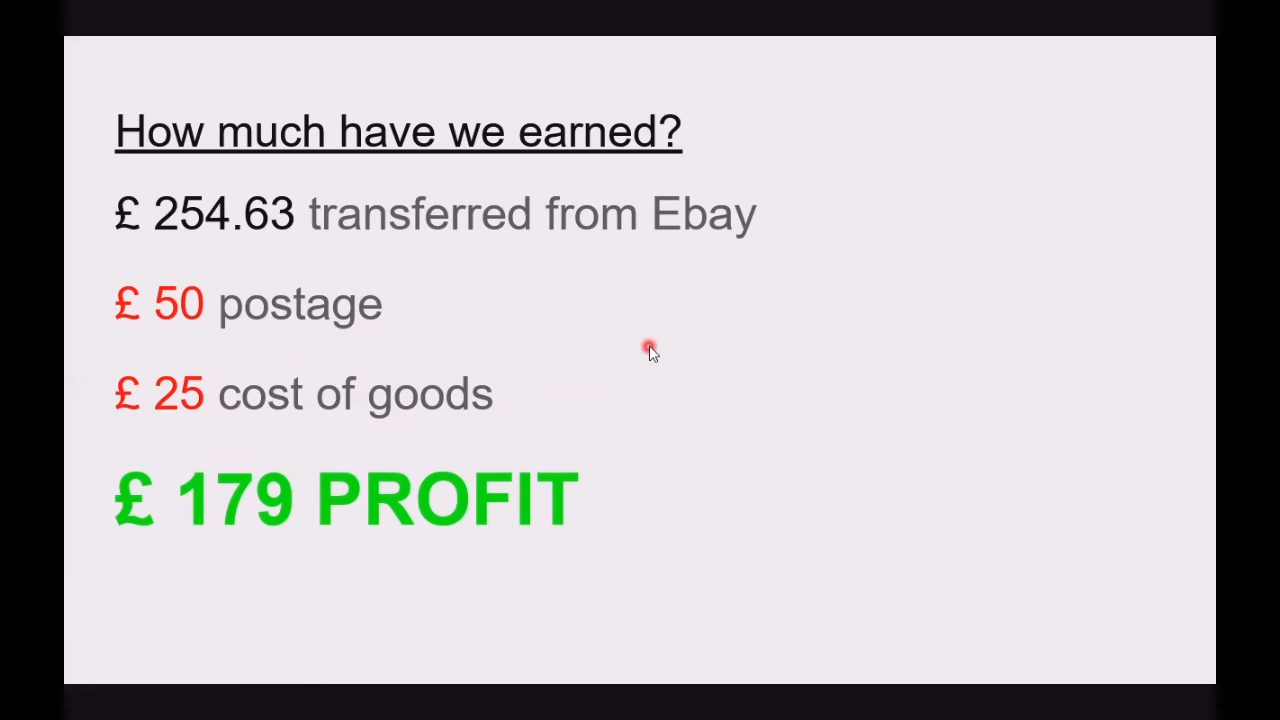 How much have we earned?
£ 254.63 transferred from Ebay
£ 50 postage
£ 25 cost of goods
£ 179 PROFIT